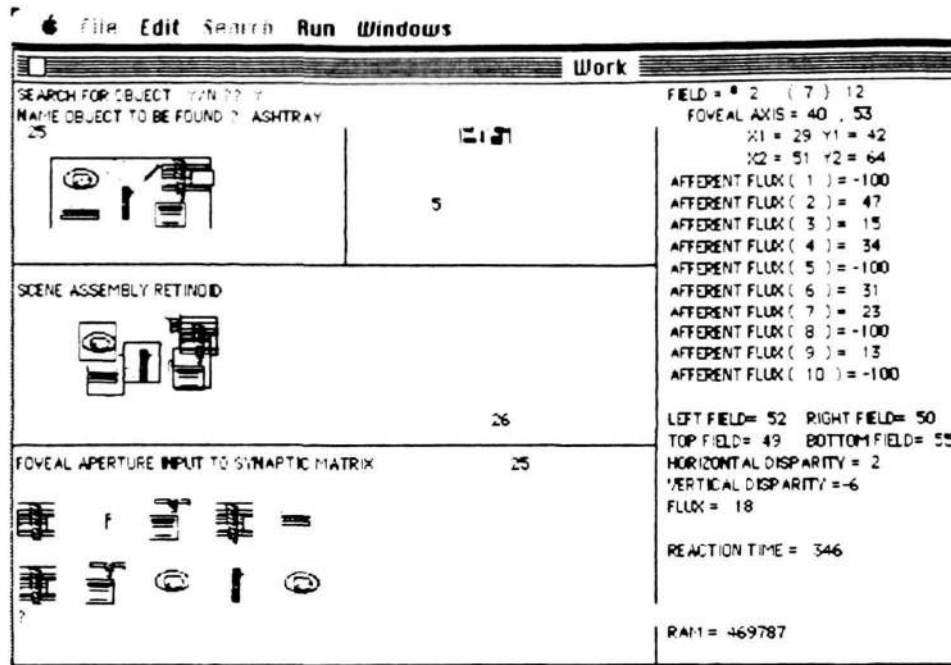 File Edit Search Run Windows
Work
SEARCH FOR OBJECT Y/N ?? Y
NAME OBJECT TO BE FOUND ? ASHTRAY
25
5
SCENE ASSEMBLY RETINOID
26
FOVEAL APERTURE INPUT TO SYNAPTIC MATRIX 25
?
FIELD = # 2 ( 7 ) 12
FOVEAL AXIS = 40 , 53
X1 = 29 Y1 = 42
X2 = 51 Y2 = 64
AFFERENT FLUX ( 1 ) = -100
AFFERENT FLUX ( 2 ) = 47
AFFERENT FLUX ( 3 ) = 15
AFFERENT FLUX ( 4 ) = 34
AFFERENT FLUX ( 5 ) = -100
AFFERENT FLUX ( 6 ) = 31
AFFERENT FLUX ( 7 ) = 23
AFFERENT FLUX ( 8 ) = -100
AFFERENT FLUX ( 9 ) = 13
AFFERENT FLUX ( 10 ) = -100
LEFT FIELD= 52 RIGHT FIELD= 50
TOP FIELD= 49 BOTTOM FIELD= 55
HORIZONTAL DISPARITY = 2
VERTICAL DISPARITY =-6
FLUX = 18
REACTION TIME = 346
RAM = 469787